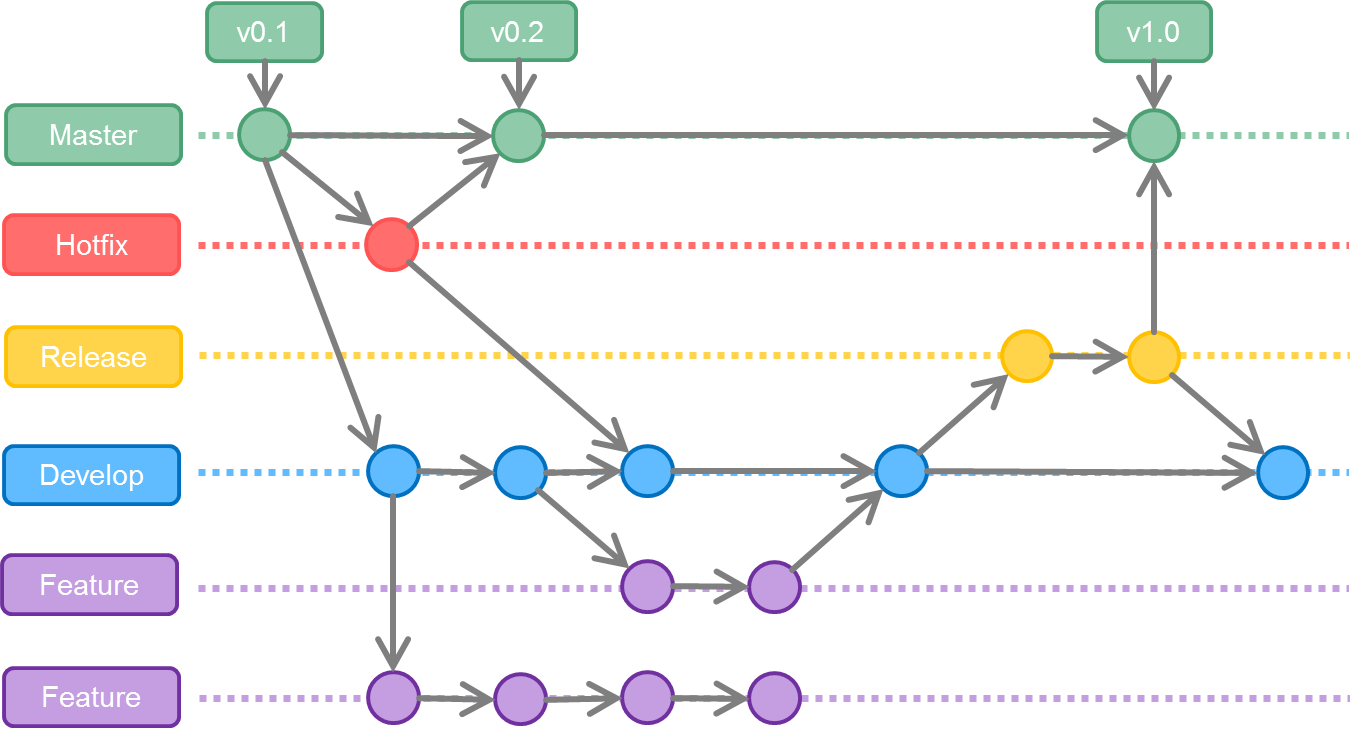 v0.1
v0.2
v1.0
Master
Hotfix
Release
Develop
Feature
Feature